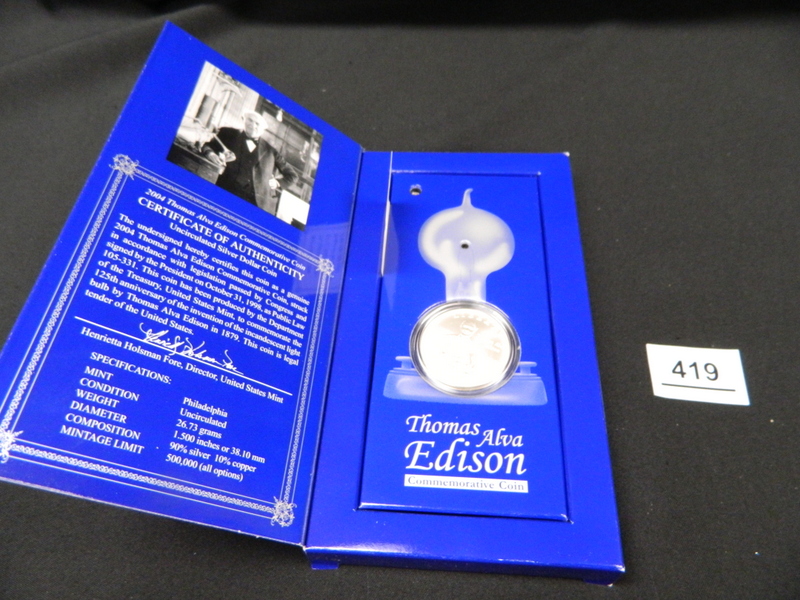 2004 Thomas Alva Edison Commemorative Coin
CERTIFICATE OF AUTHENTICITY
Uncirculated Silver Dollar Coin
The undersigned hereby certifies this coin as a genuine
2004 Thomas Alva Edison Commemorative Coin, struck
in accordance with legislation passed by Congress and
signed by the President on October 31, 1998, as Public Law
105-331. This coin has been produced by the Department
of the Treasury, United States Mint, to commemorate the
125th anniversary of the invention of the incandescent light
bulb by Thomas Alva Edison in 1879. This coin is legal
tender of the United States.
Henrietta Holsman Fore, Director, United States Mint
SPECIFICATIONS:
MINT: Philadelphia
CONDITION Uncirculated
WEIGHT 26.73 grams
DIAMETER 1.500 inches or 38.10 mm
COMPOSITION 90% silver 10% copper
MINTAGE LIMIT 500,000 (all options)
Thomas
Alva
Edison
Commemorative Coin
419